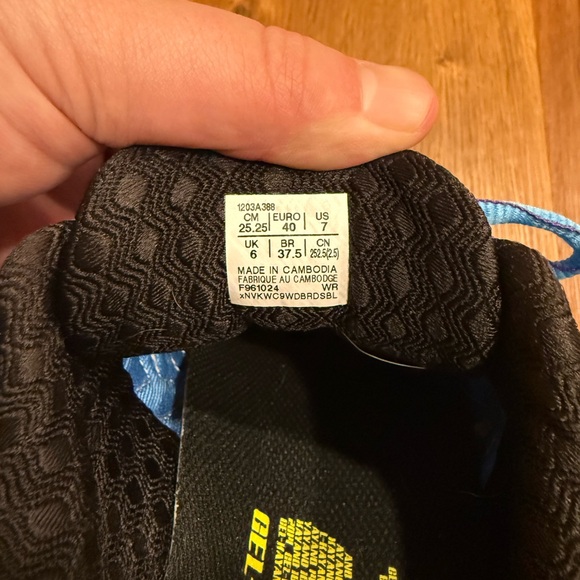 1203A388
CM EURO US
25.25 40 7
UK BR CN
6 37.5 252.5(2.5)
MADE IN CAMBODIA
FABRIQUE AU CAMBODGE
F961024 WR
xNVKWC9WDBRDSBL
GEL